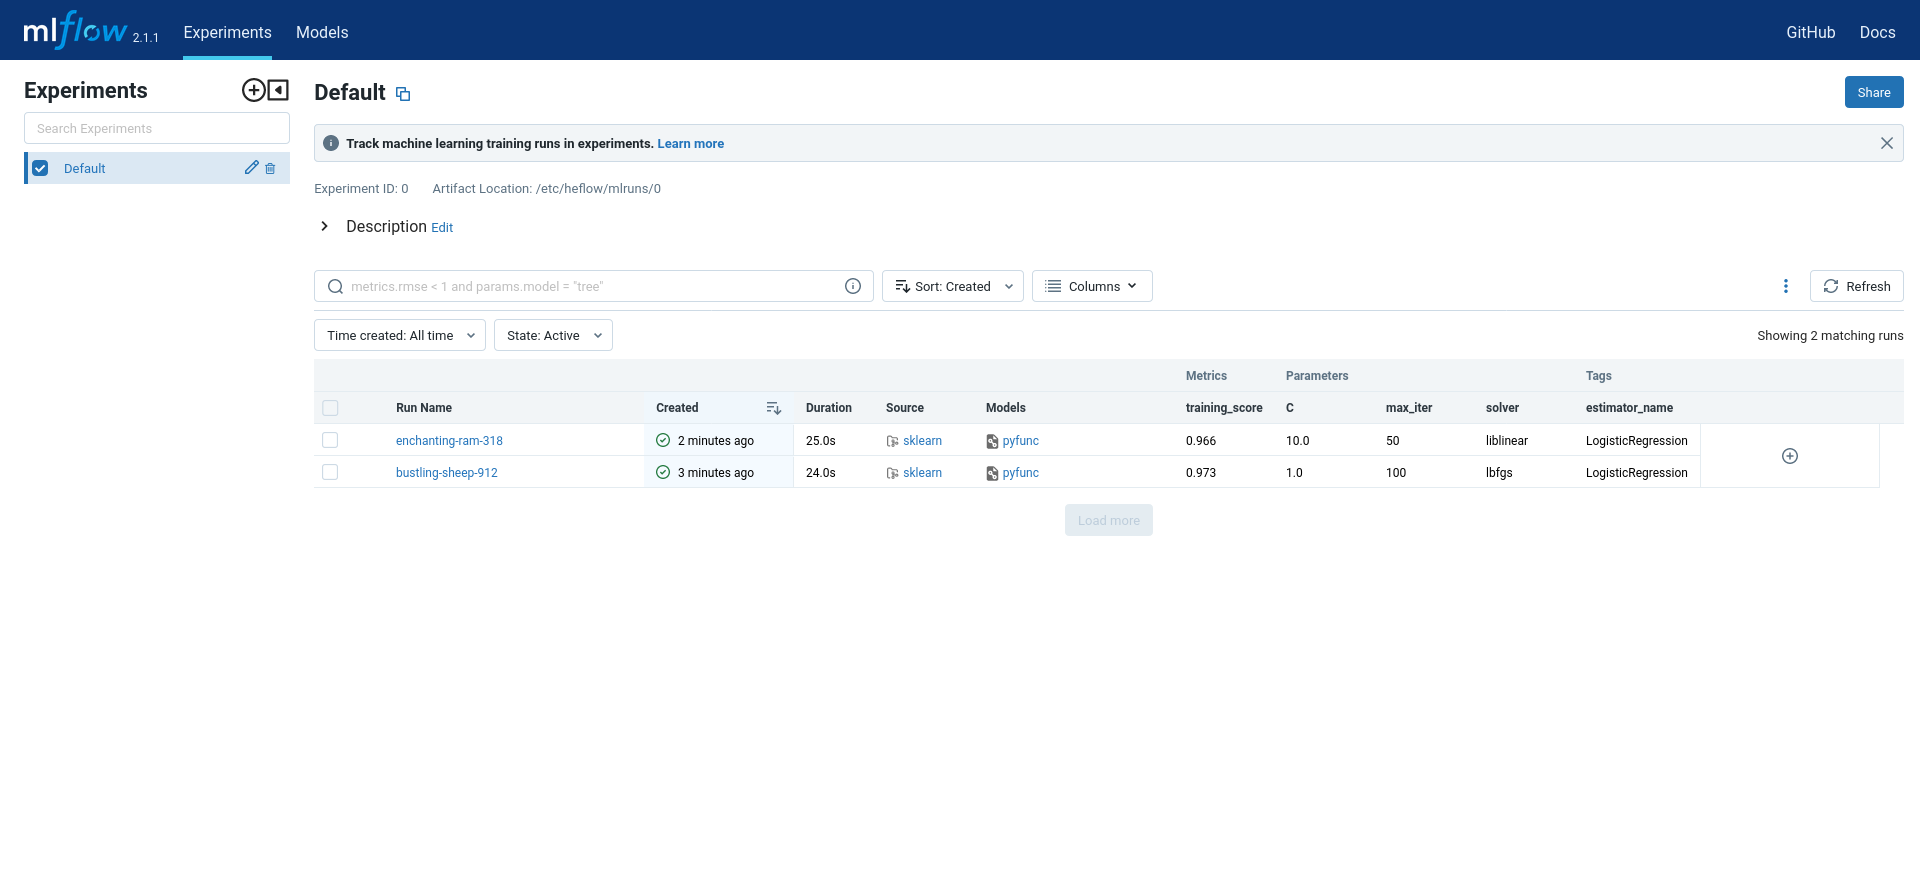 mlflow 2.1.1 Experiments Models GitHub Docs
Experiments
Search Experiments
Default
Default
Share
Track machine learning training runs in experiments. Learn more
Experiment ID: 0 Artifact Location: /etc/heflow/mlruns/0
Description Edit
metrics.rmse < 1 and params.model = "tree"
Sort: Created
Columns
Refresh
Time created: All time
State: Active
Showing 2 matching runs
Metrics Parameters Tags
Run Name Created Duration Source Models training_score C max_iter solver estimator_name
enchanting-ram-318 2 minutes ago 25.0s sklearn pyfunc 0.966 10.0 50 liblinear LogisticRegression
bustling-sheep-912 3 minutes ago 24.0s sklearn pyfunc 0.973 1.0 100 lbfgs LogisticRegression
Load more